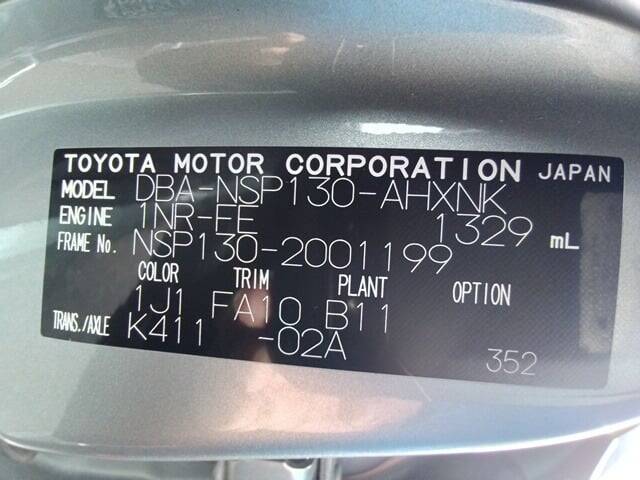 TOYOTA MOTOR CORPORATION JAPAN
MODEL DBA-NSP130-AHXNK
ENGINE 1NR-FE 1329 mL
FRAME No. NSP130-2001199
COLOR TRIM PLANT OPTION
1J1 FA10 B11
TRANS./AXLE K411 -02A
352